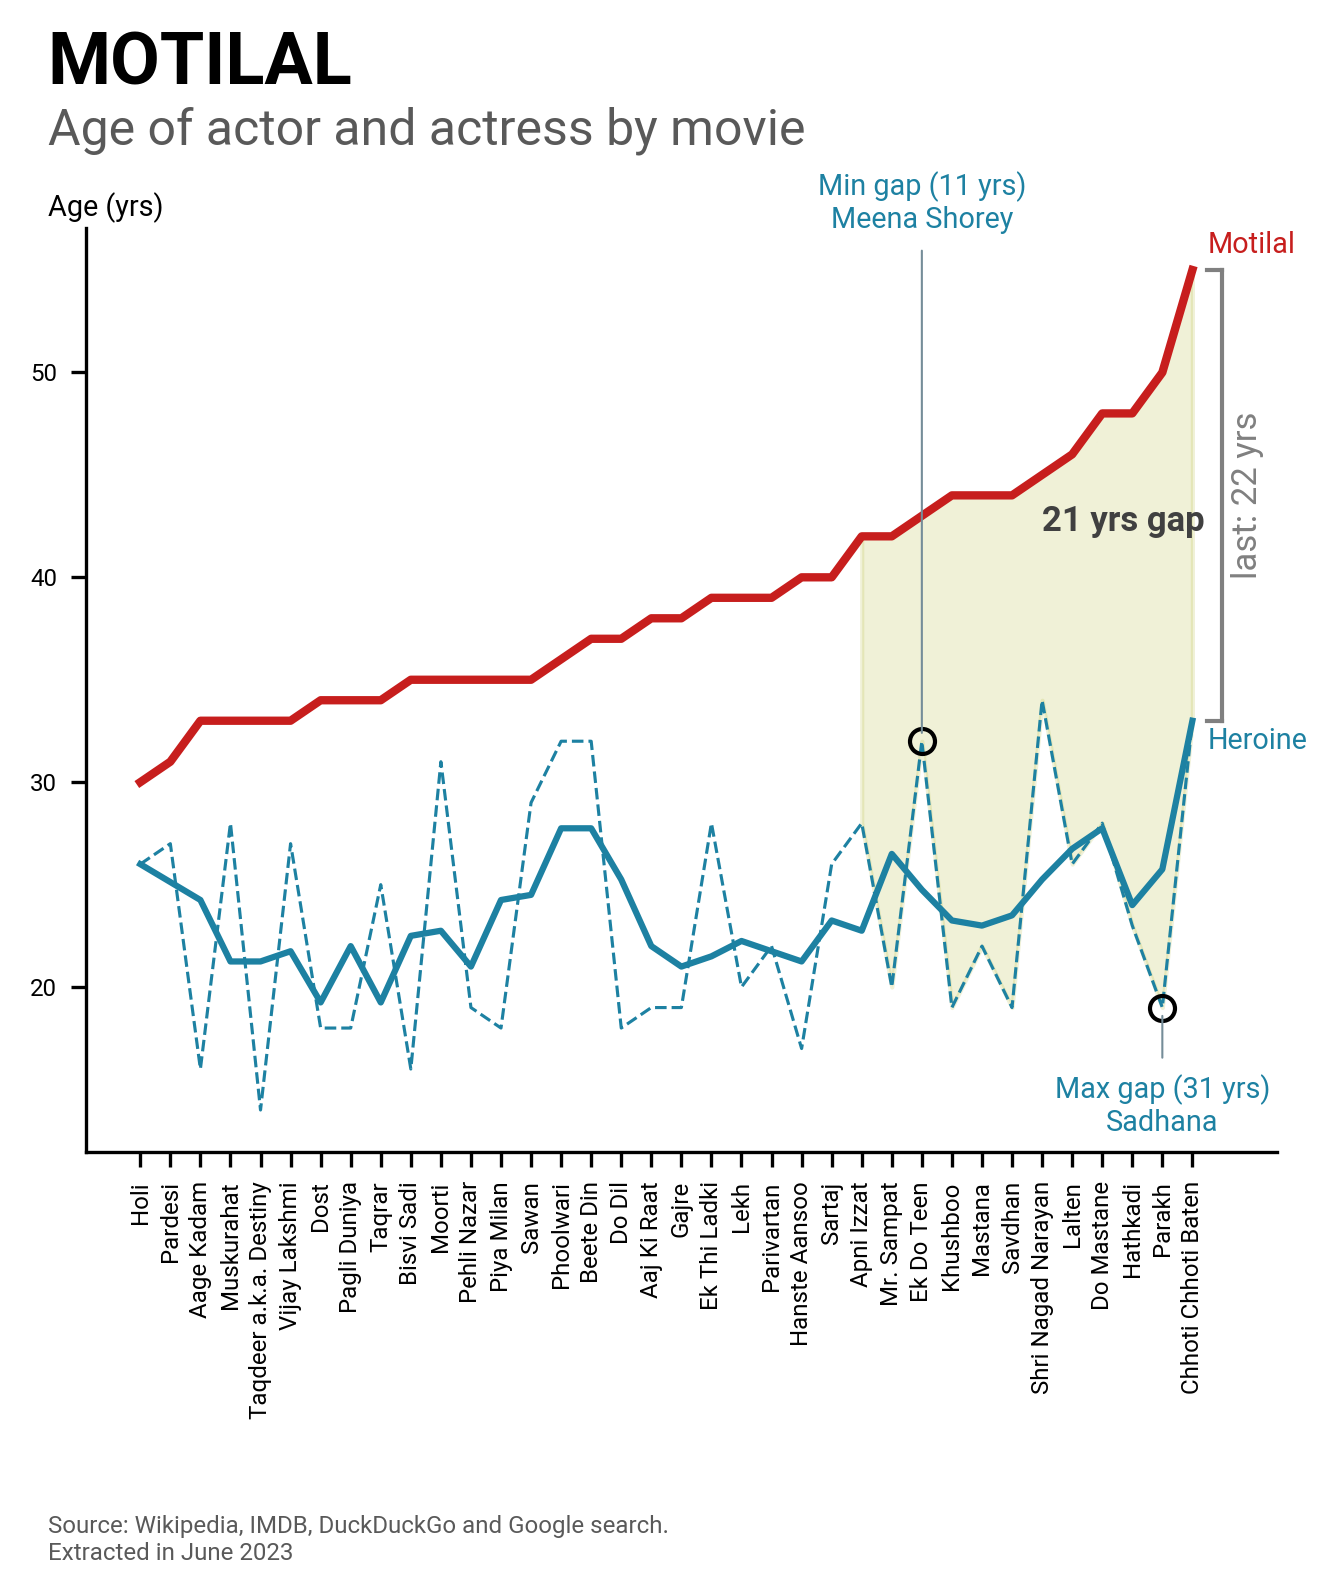 MOTILAL
Age of actor and actress by movie
Min gap (11 yrs)
Meena Shorey
Age (yrs)
Motilal
50
40
30
20
21 yrs gap
last: 22 yrs
Heroine
Max gap (31 yrs)
Sadhana
Holi
Pardesi
Aage Kadam
Muskurahat
Taqdeer a.k.a. Destiny
Vijay Lakshmi
Dost
Pagli Duniya
Taqrar
Bisvi Sadi
Moorti
Pehli Nazar
Piya Milan
Sawan
Phoolwari
Beete Din
Do Dil
Aaj Ki Raat
Gajre
Ek Thi Ladki
Lekh
Parivartan
Hanste Aansoo
Sartaj
Apni Izzat
Mr. Sampat
Ek Do Teen
Khushboo
Mastana
Savdhan
Shri Nagad Narayan
Lalten
Do Mastane
Hathkadi
Parakh
Chhoti Chhoti Baten
Source: Wikipedia, IMDB, DuckDuckGo and Google search.
Extracted in June 2023